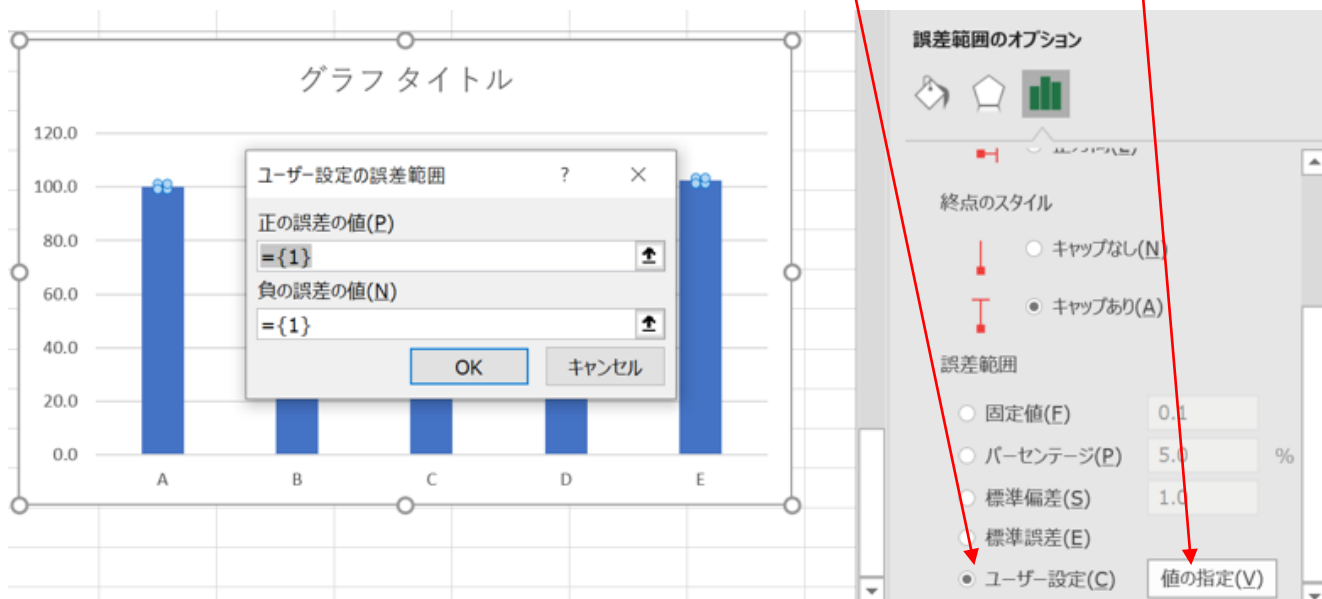 グラフ タイトル
120.0
100.0
80.0
60.0
40.0
20.0
0.0
A B C D E
ユーザー設定の誤差範囲 ? ×
正の誤差の値(P)
={1}
負の誤差の値(N)
={1}
OK キャンセル
誤差範囲のオプション
終点のスタイル
キャップなし(N)
キャップあり(A)
誤差範囲
固定値(F) 0.1
パーセンテージ(P) 5.0 %
標準偏差(S) 1.0
標準誤差(E)
ユーザー設定(C) 値の指定(V)